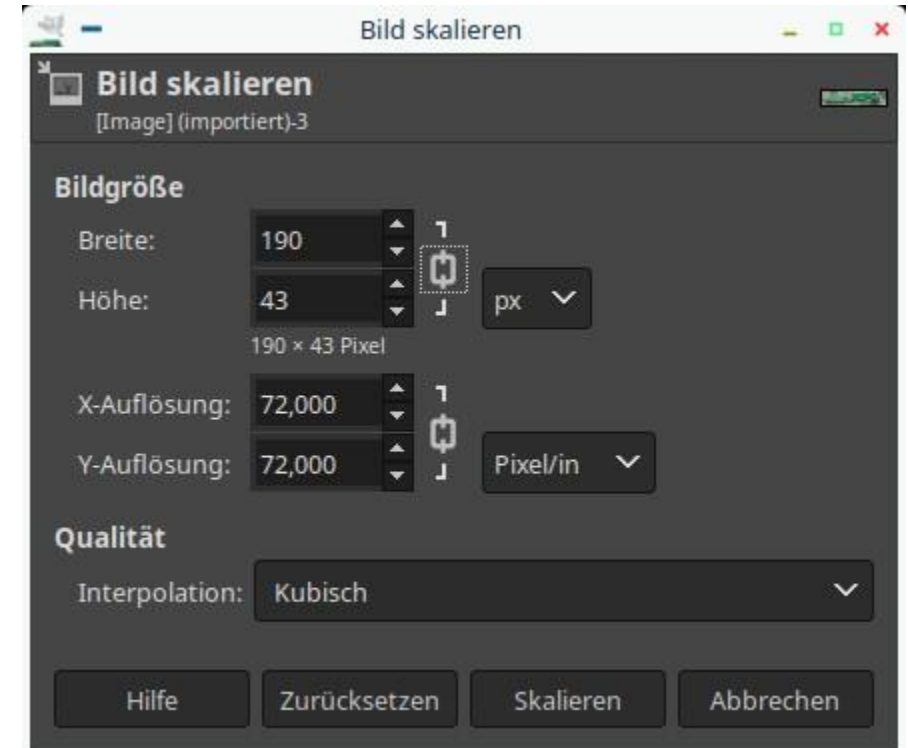 Bild skalieren
Bild skalieren
[Image] (importiert)-3
Bildgröße
Breite: 190
Höhe: 43 px
190 × 43 Pixel
X-Auflösung: 72,000
Y-Auflösung: 72,000 Pixel/in
Qualität
Interpolation: Kubisch
Hilfe Zurücksetzen Skalieren Abbrechen